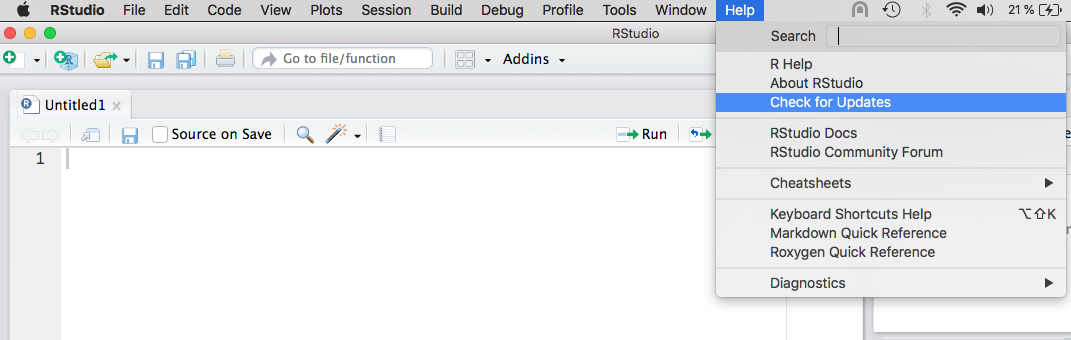 RStudio File Edit Code View Plots Session Build Debug Profile Tools Window Help 21 %
RStudio
Search
Go to file/function Addins
R Help
About RStudio
Untitled1
Check for Updates
Source on Save Run
RStudio Docs
RStudio Community Forum
1
Cheatsheets
Keyboard Shortcuts Help ⌥⇧K
Markdown Quick Reference
Roxygen Quick Reference
Diagnostics